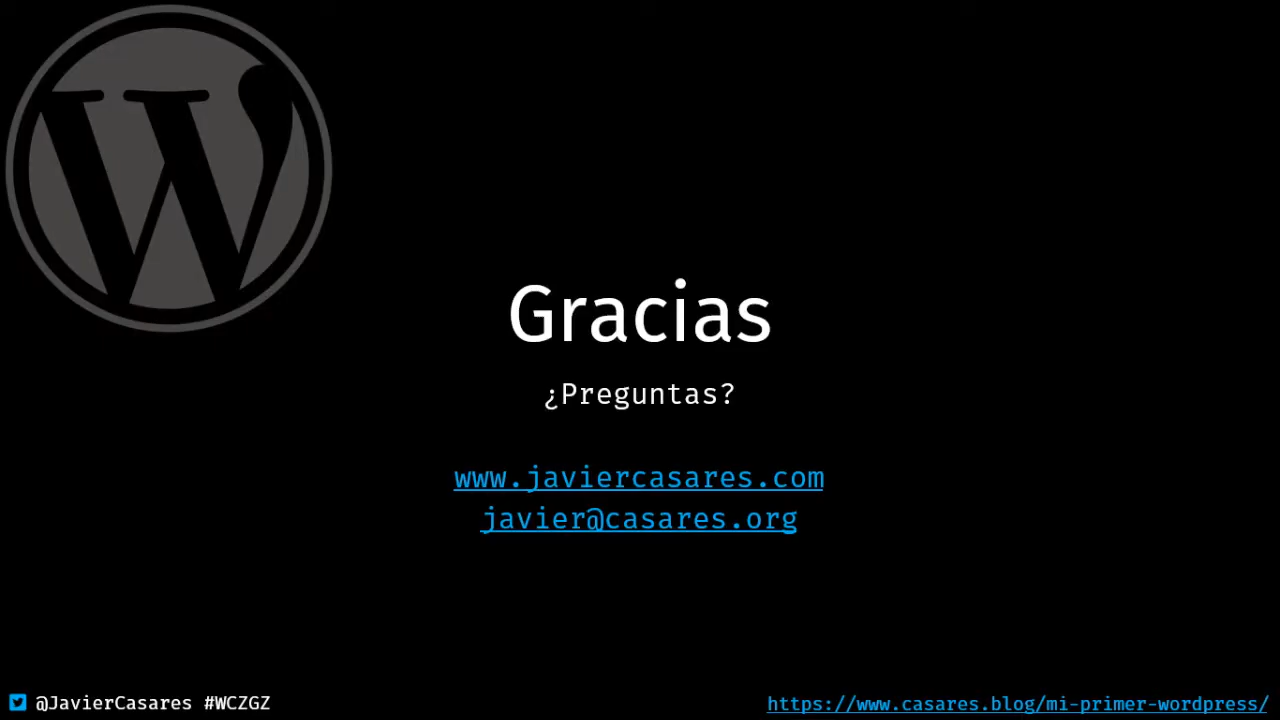 Gracias
¿Preguntas?
www.javiercasares.com
javier@casares.org
@JavierCasares #WCZGZ
https://www.casares.blog/mi-primer-wordpress/